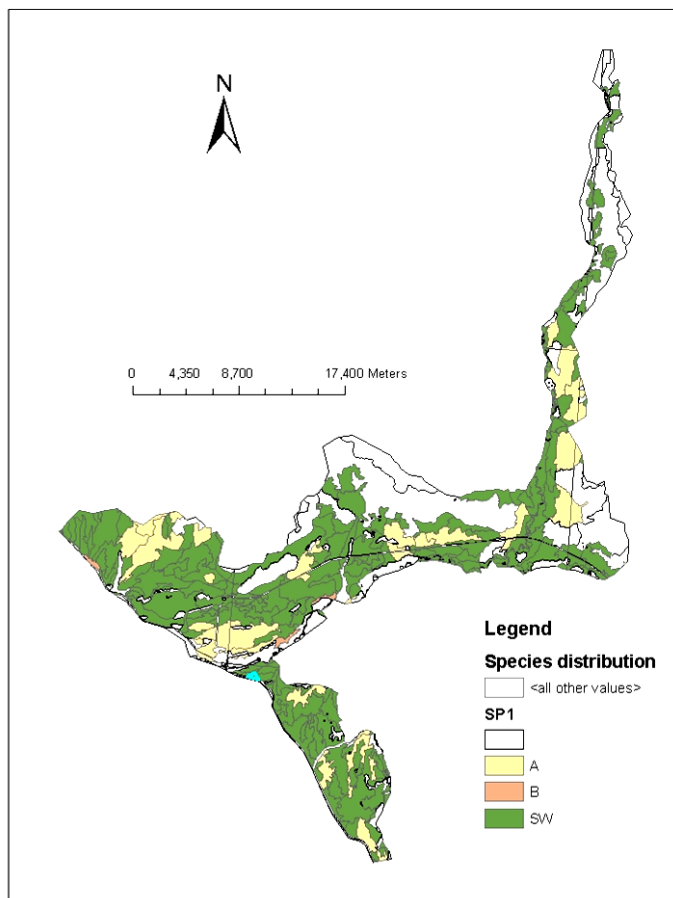 N
0 4,350 8,700 17,400 Meters
Legend
Species distribution
<all other values>
SP1
A
B
SW